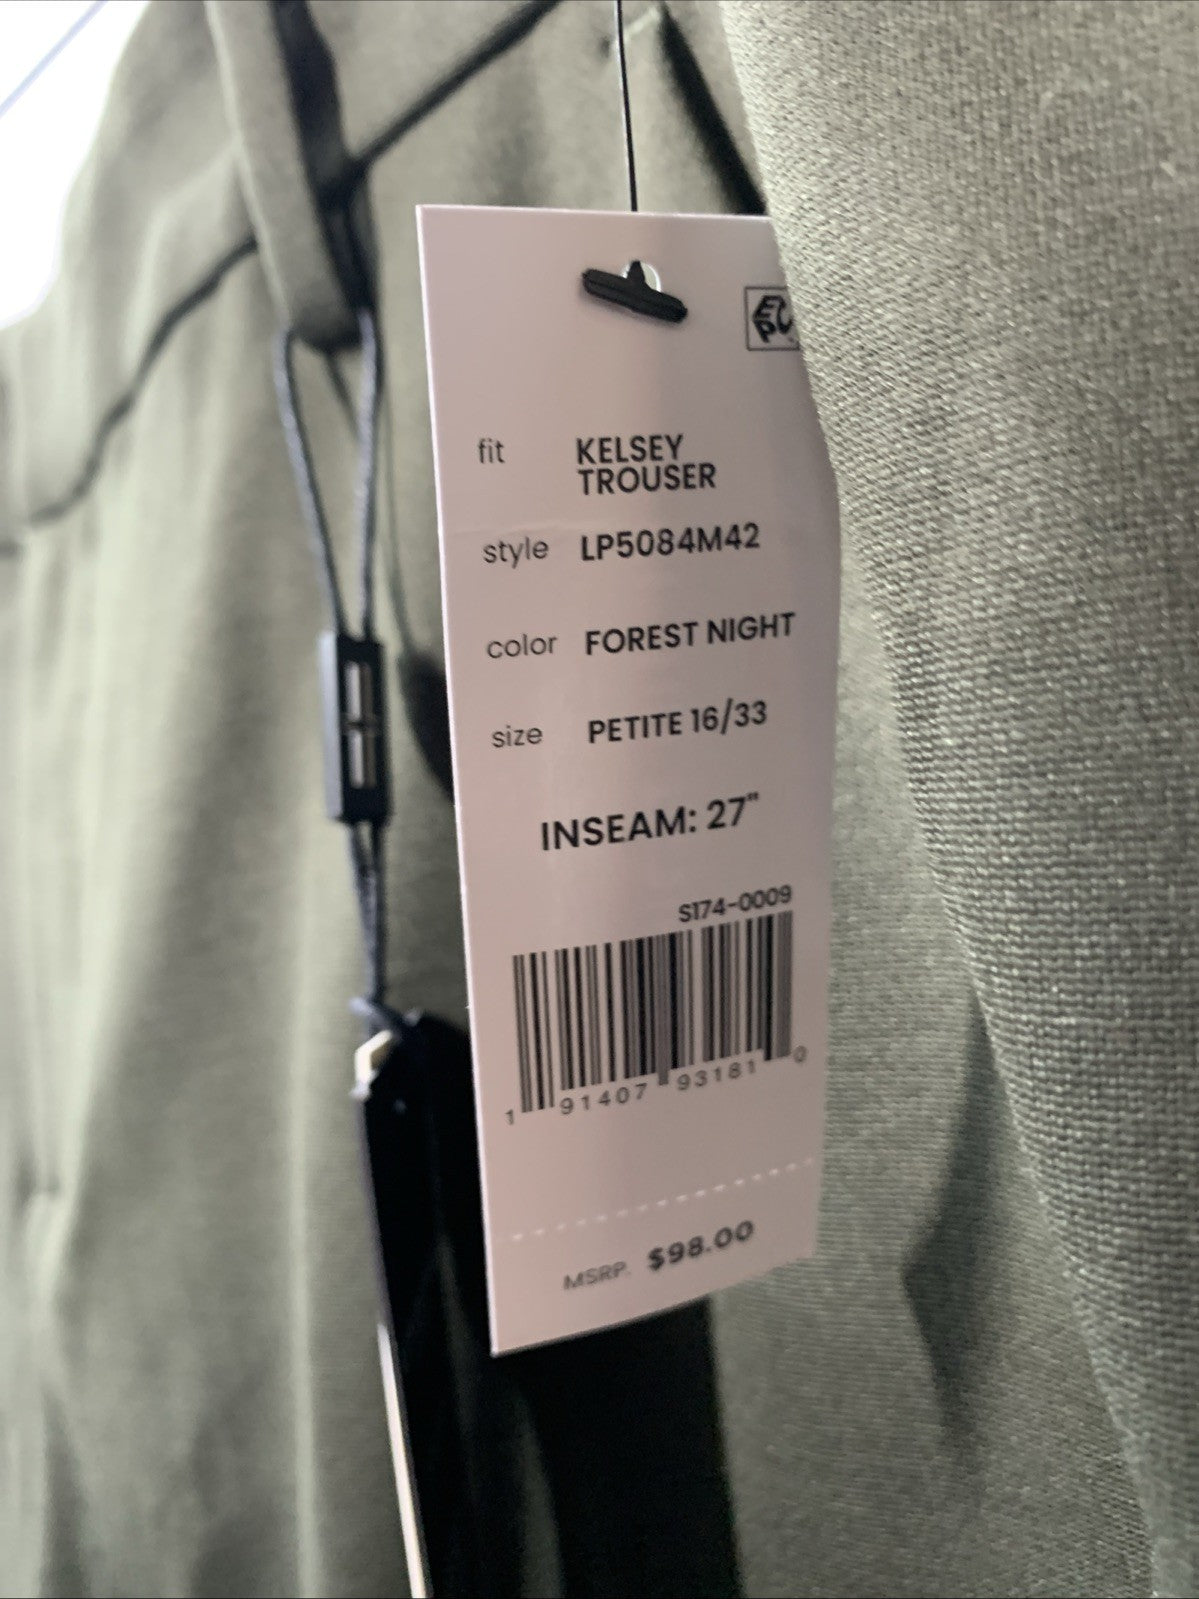 EPC
fit KELSEY
TROUSER
style LP5084M42
color FOREST NIGHT
size PETITE 16/33
INSEAM: 27"
S174-0009
1 91407 93181 0
MSRP. $98.00